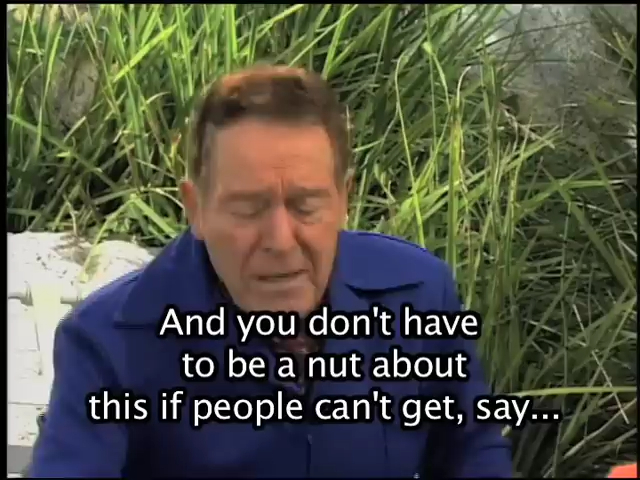 And you don't have
to be a nut about
this if people can't get, say...